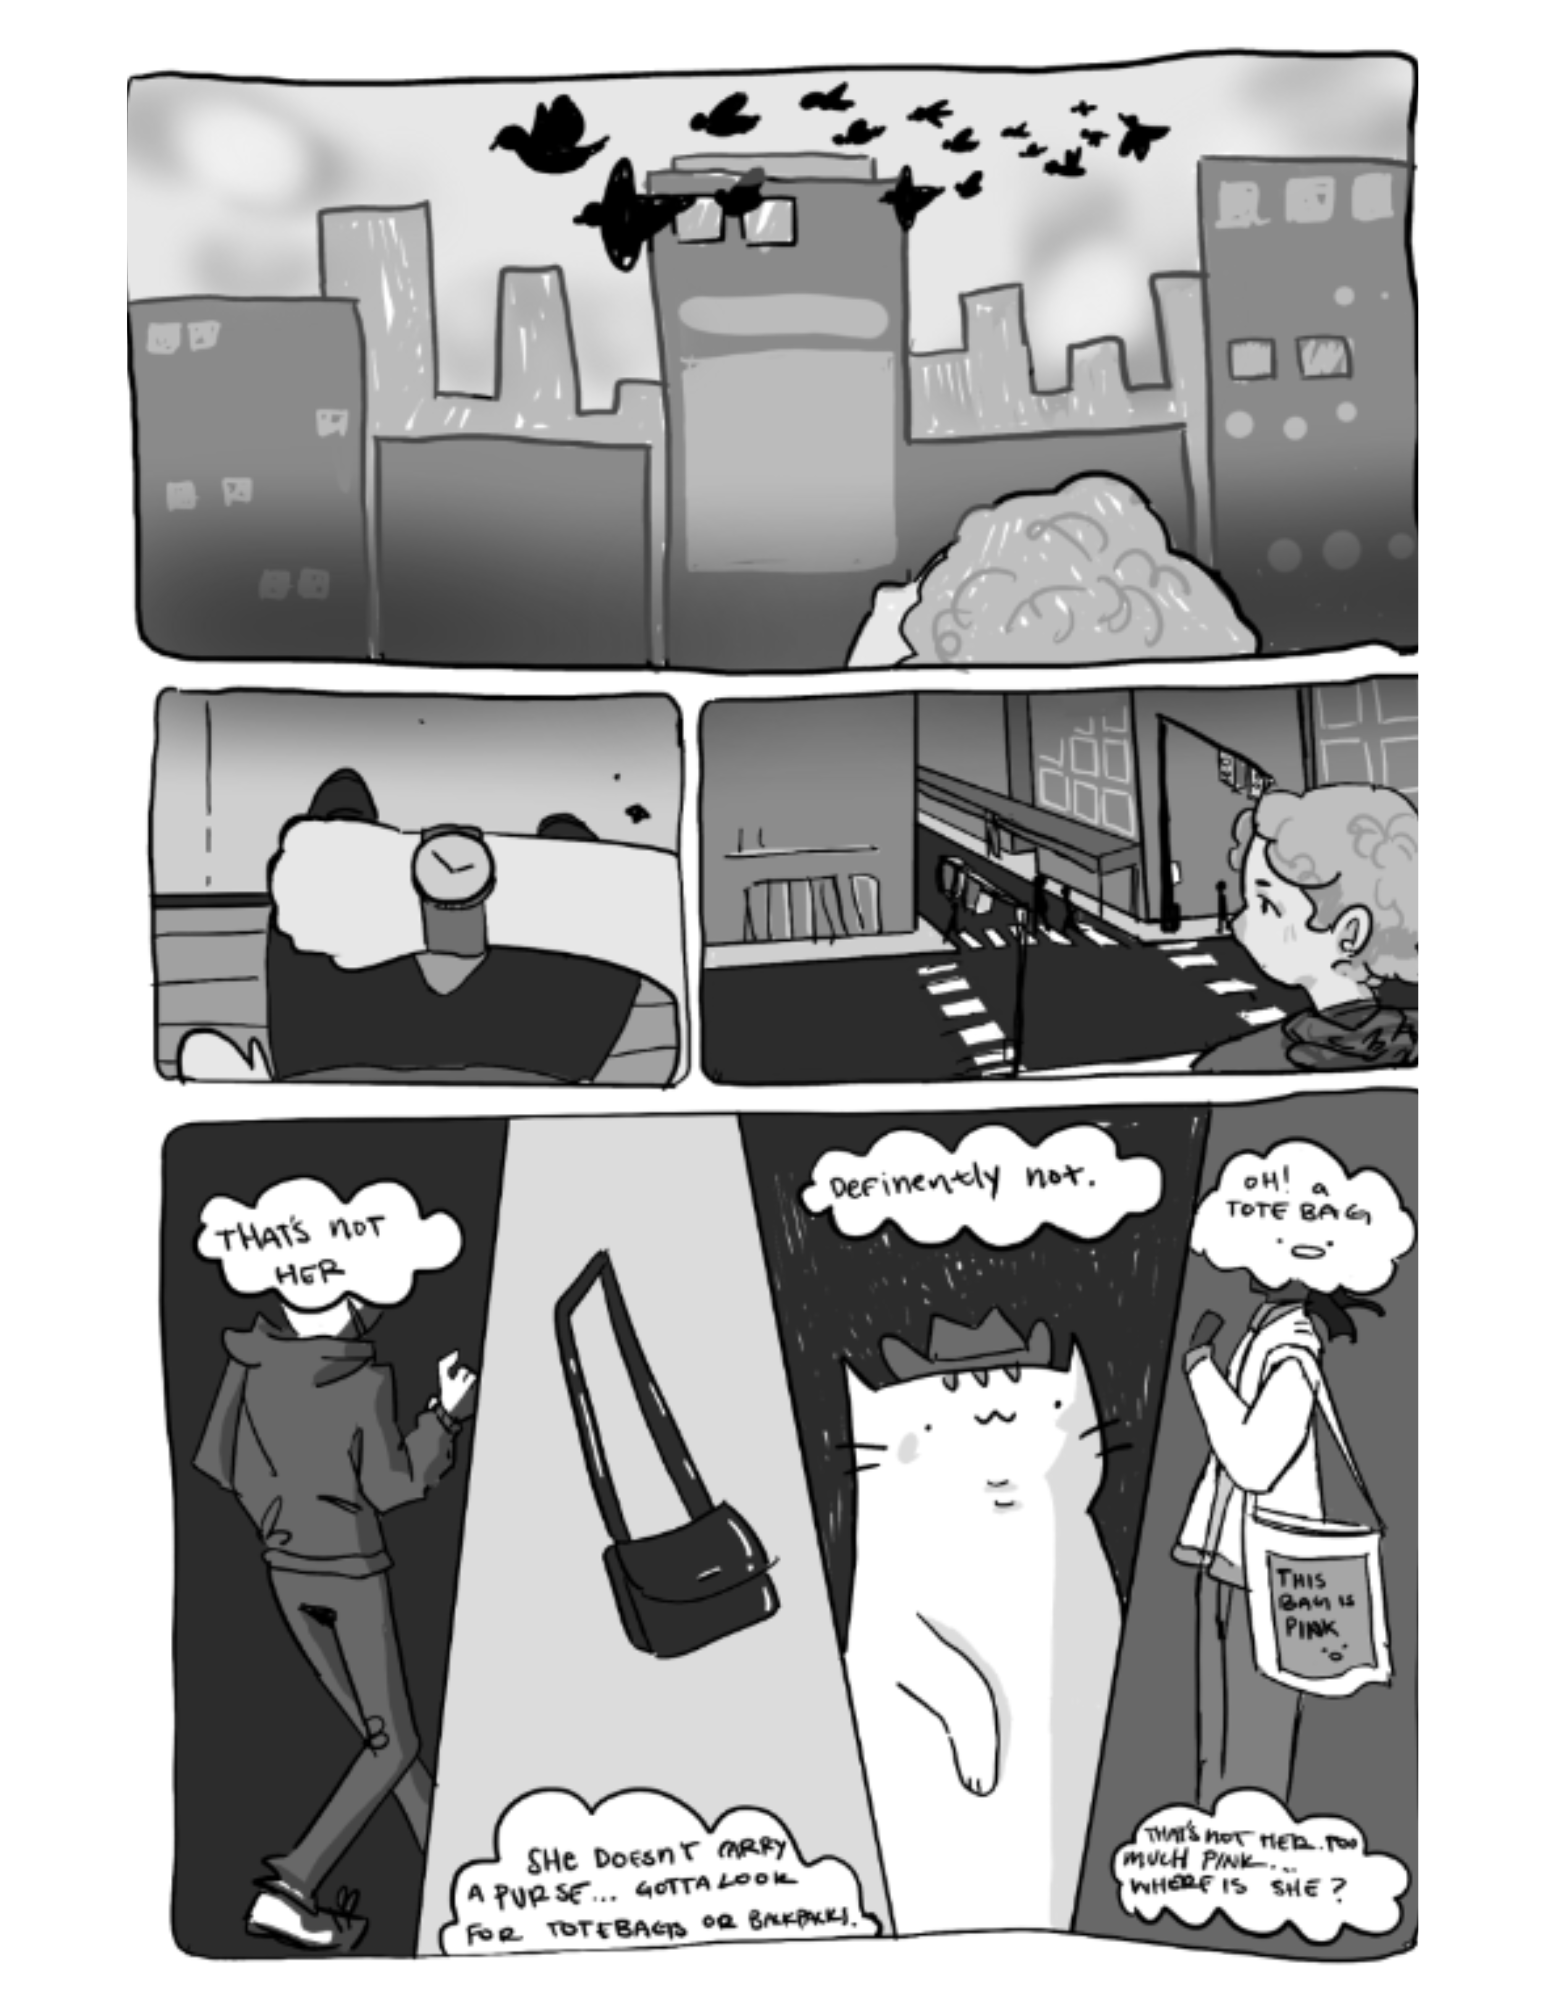 THAT'S NOT
HER
SHE DOESNT CARRY
A PURSE... GOTTA LOOK
FOR TOTEBAGS OR BACKPACKS.
DEFINENTLY NOT.
OH! a
TOTE BAG
THIS
BAG IS
PINK
THAT'S NOT HER. TOO
MUCH PINK...
WHERE IS SHE?